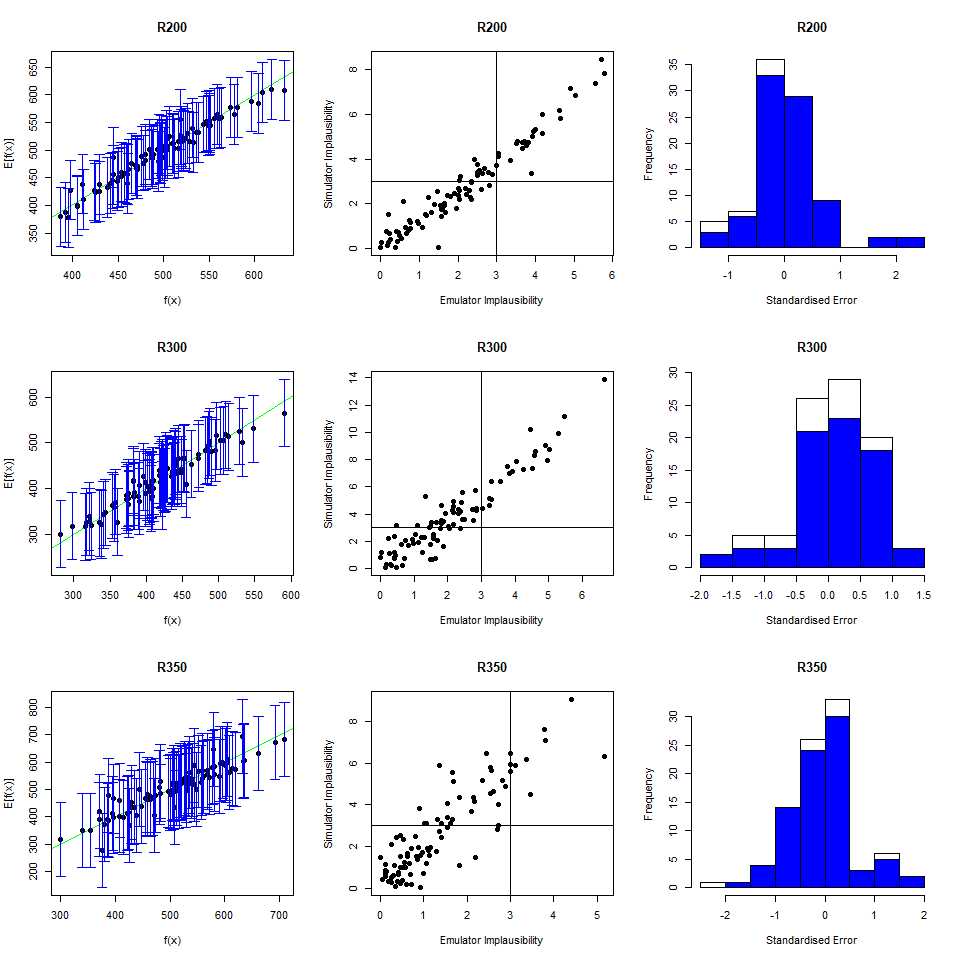 R200 R200 R200
E[f(x)]
350 400 450 500 550 600 650
400 450 500 550 600
f(x)
Simulator Implausibility
0 2 4 6 8
0 1 2 3 4 5 6
Emulator Implausibility
Frequency
0 5 10 15 20 25 30 35
-1 0 1 2
Standardised Error
R300 R300 R300
E[f(x)]
300 400 500 600
300 350 400 450 500 550 600
f(x)
Simulator Implausibility
0 2 4 6 8 10 12 14
0 1 2 3 4 5 6
Emulator Implausibility
Frequency
0 5 10 15 20 25 30
-2.0 -1.5 -1.0 -0.5 0.0 0.5 1.0 1.5
Standardised Error
R350 R350 R350
E[f(x)]
200 300 400 500 600 700 800
300 400 500 600 700
f(x)
Simulator Implausibility
0 2 4 6 8
0 1 2 3 4 5
Emulator Implausibility
Frequency
0 5 10 15 20 25 30
-2 -1 0 1 2
Standardised Error